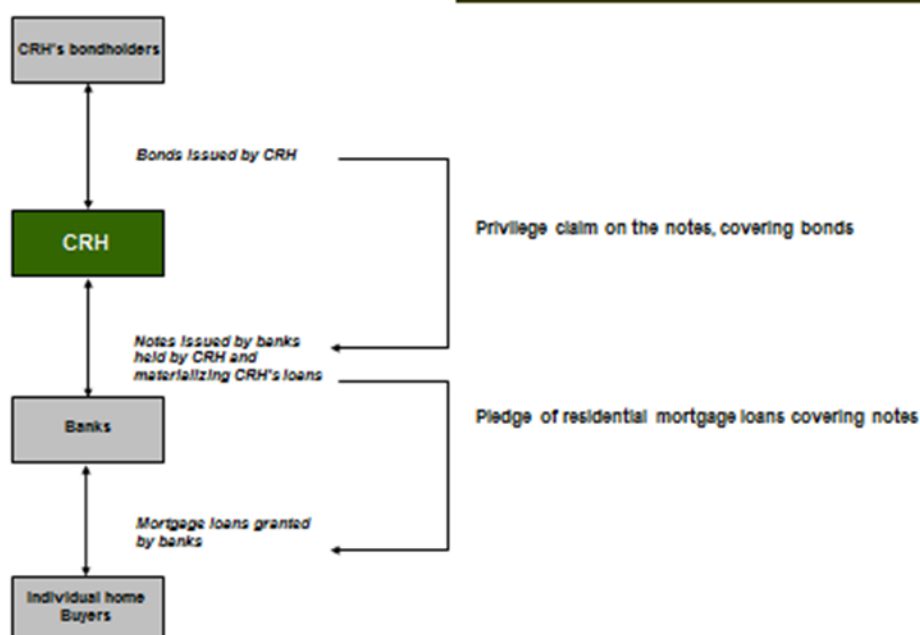 CRH's bondholders
Bonds issued by CRH
CRH
Privilege claim on the notes, covering bonds
Notes issued by banks
held by CRH and
materializing CRH's loans
Banks
Pledge of residential mortgage loans covering notes
Mortgage loans granted
by banks
Individual home
Buyers